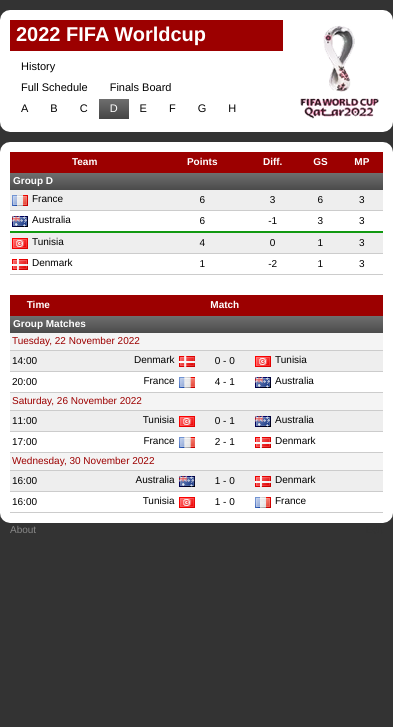 2022 FIFA Worldcup
History
Full Schedule Finals Board
A B C D E F G H
FIFA WORLD CUP
Qatar2022
Team Points Diff. GS MP
Group D
France 6 3 6 3
Australia 6 -1 3 3
Tunisia 4 0 1 3
Denmark 1 -2 1 3
Time Match
Group Matches
Tuesday, 22 November 2022
14:00 Denmark 0 - 0 Tunisia
20:00 France 4 - 1 Australia
Saturday, 26 November 2022
11:00 Tunisia 0 - 1 Australia
17:00 France 2 - 1 Denmark
Wednesday, 30 November 2022
16:00 Australia 1 - 0 Denmark
16:00 Tunisia 1 - 0 France
About